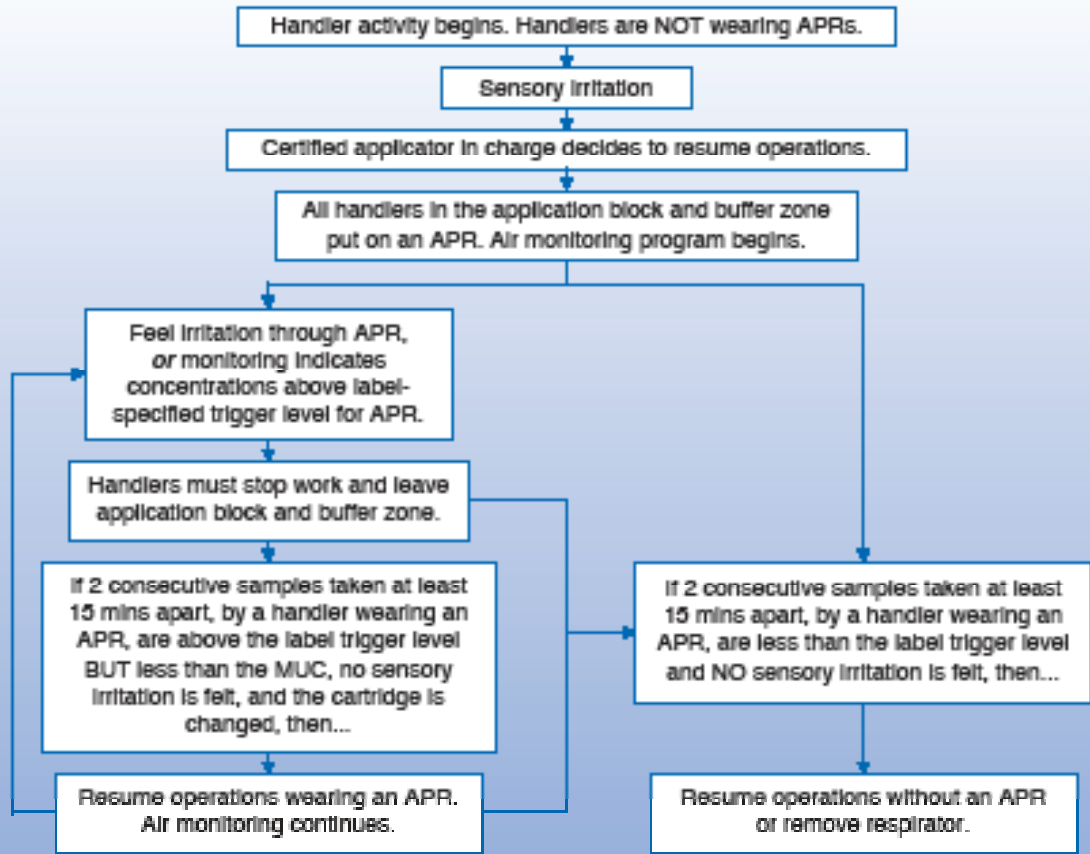 Handler activity begins. Handlers are NOT wearing APRs.
Sensory irritation
Certified applicator in charge decides to resume operations.
All handlers in the application block and buffer zone
put on an APR. Air monitoring program begins.
Feel irritation through APR,
or monitoring indicates
concentrations above label-
specified trigger level for APR.
Handlers must stop work and leave
application block and buffer zone.
If 2 consecutive samples taken at least
15 mins apart, by a handler wearing an
APR, are above the label trigger level
BUT less than the MUC, no sensory
irritation is felt, and the cartridge is
changed, then...
Resume operations wearing an APR.
Air monitoring continues.
If 2 consecutive samples taken at least
15 mins apart, by a handler wearing an
APR, are less than the label trigger level
and NO sensory irritation is felt, then...
Resume operations without an APR
or remove respirator.